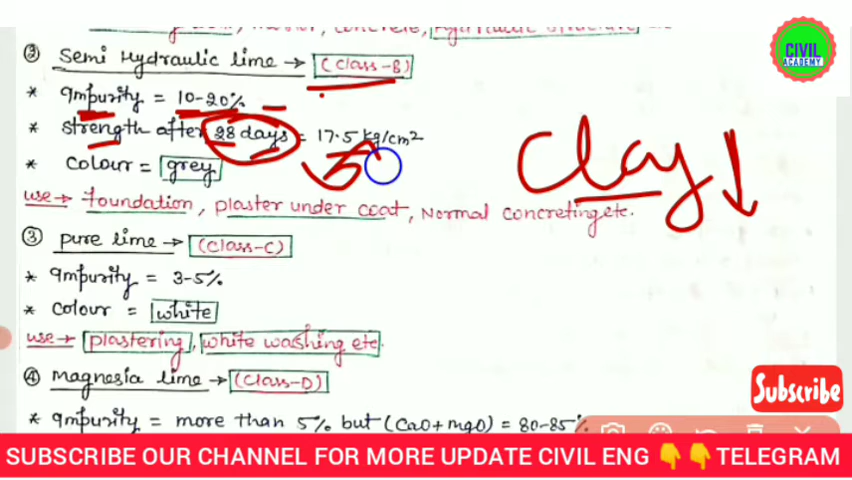 CIVIL
ACADEMY
② Semi Hydraulic lime → (Class-B)
* Impurity = 10-20%
* Strength after 28 days = 17.5 kg/cm2
* Colour = grey
use → foundation, plaster under coat, Normal concreting etc.
Clay
③ pure lime → (Class-C)
* Impurity = 3-5%
* Colour = white
use → plastering, white washing etc.
④ Magnesia lime → (Class-D)
* Impurity = more than 5% but (CaO+MgO) = 80-85%
Subscribe
SUBSCRIBE OUR CHANNEL FOR MORE UPDATE CIVIL ENG 👇👇 TELEGRAM